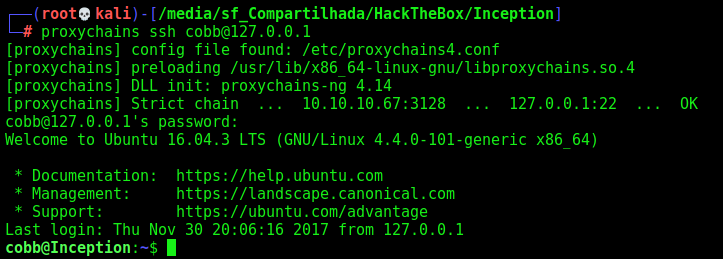 ┌──(root💀kali)-[/media/sf_Compartilhada/HackTheBox/Inception]
└─# proxychains ssh cobb@127.0.0.1
[proxychains] config file found: /etc/proxychains4.conf
[proxychains] preloading /usr/lib/x86_64-linux-gnu/libproxychains.so.4
[proxychains] DLL init: proxychains-ng 4.14
[proxychains] Strict chain  ...  10.10.10.67:3128  ...  127.0.0.1:22  ...  OK
cobb@127.0.0.1's password:
Welcome to Ubuntu 16.04.3 LTS (GNU/Linux 4.4.0-101-generic x86_64)

 * Documentation:  https://help.ubuntu.com
 * Management:     https://landscape.canonical.com
 * Support:        https://ubuntu.com/advantage
Last login: Thu Nov 30 20:06:16 2017 from 127.0.0.1
cobb@Inception:~$